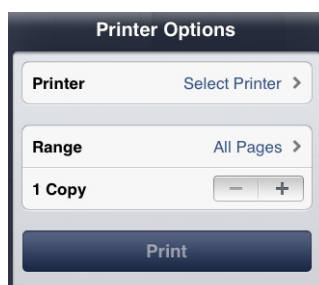 Printer Options
Printer Select Printer >
Range All Pages >
1 Copy − +
Print